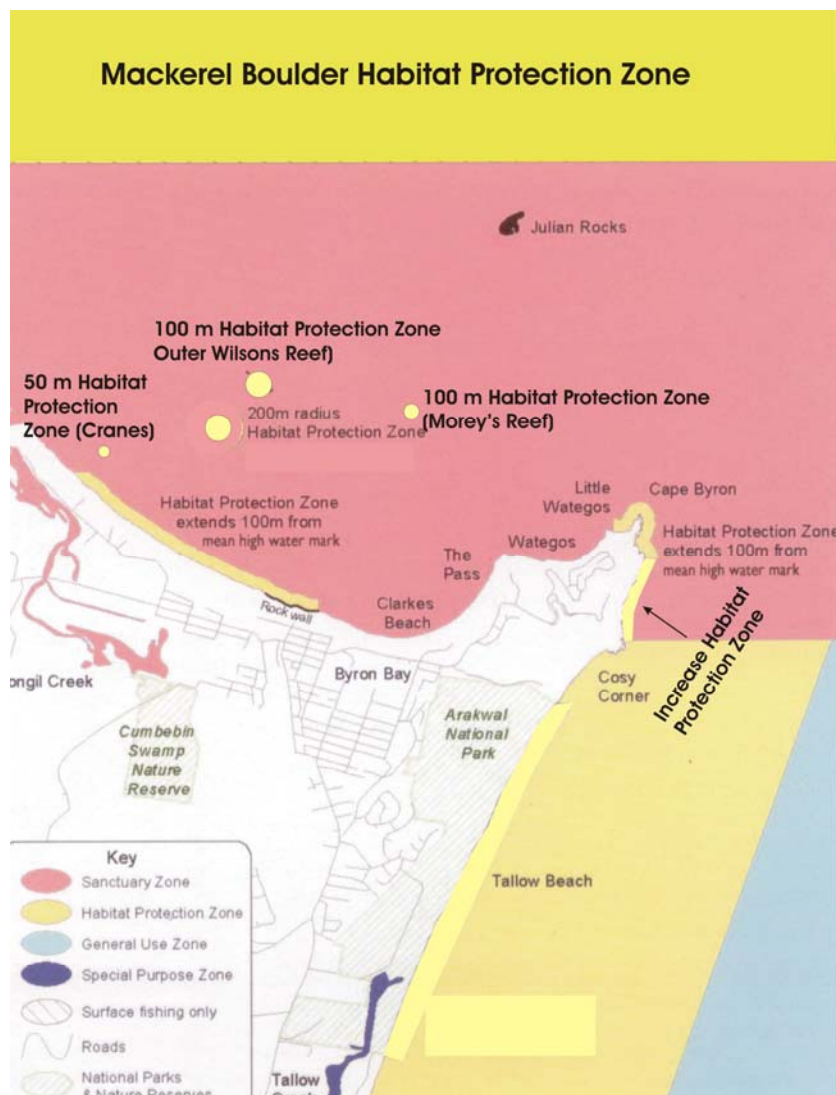 Mackerel Boulder Habitat Protection Zone
Julian Rocks
100 m Habitat Protection Zone
Outer Wilsons Reef)
50 m Habitat
Protection
Zone (Cranes)
100 m Habitat Protection Zone
(Morey's Reef)
200m radius
Habitat Protection Zone
Habitat Protection Zone
extends 100m from
mean high water mark
Little
Wategos
Cape Byron
Wategos
Habitat Protection Zone
extends 100m from
mean high water mark
The
Pass
Clarkes
Beach
Rock wall
Increase Habitat
Protection Zone
Byron Bay
ongil Creek
Cosy
Corner
Arakwal
National
Park
Cumbebin
Swamp
Nature
Reserve
Tallow Beach
Key
Sanctuary Zone
Habitat Protection Zone
General Use Zone
Special Purpose Zone
Surface fishing only
Roads
National Parks
& Nature Reserves
Tallow